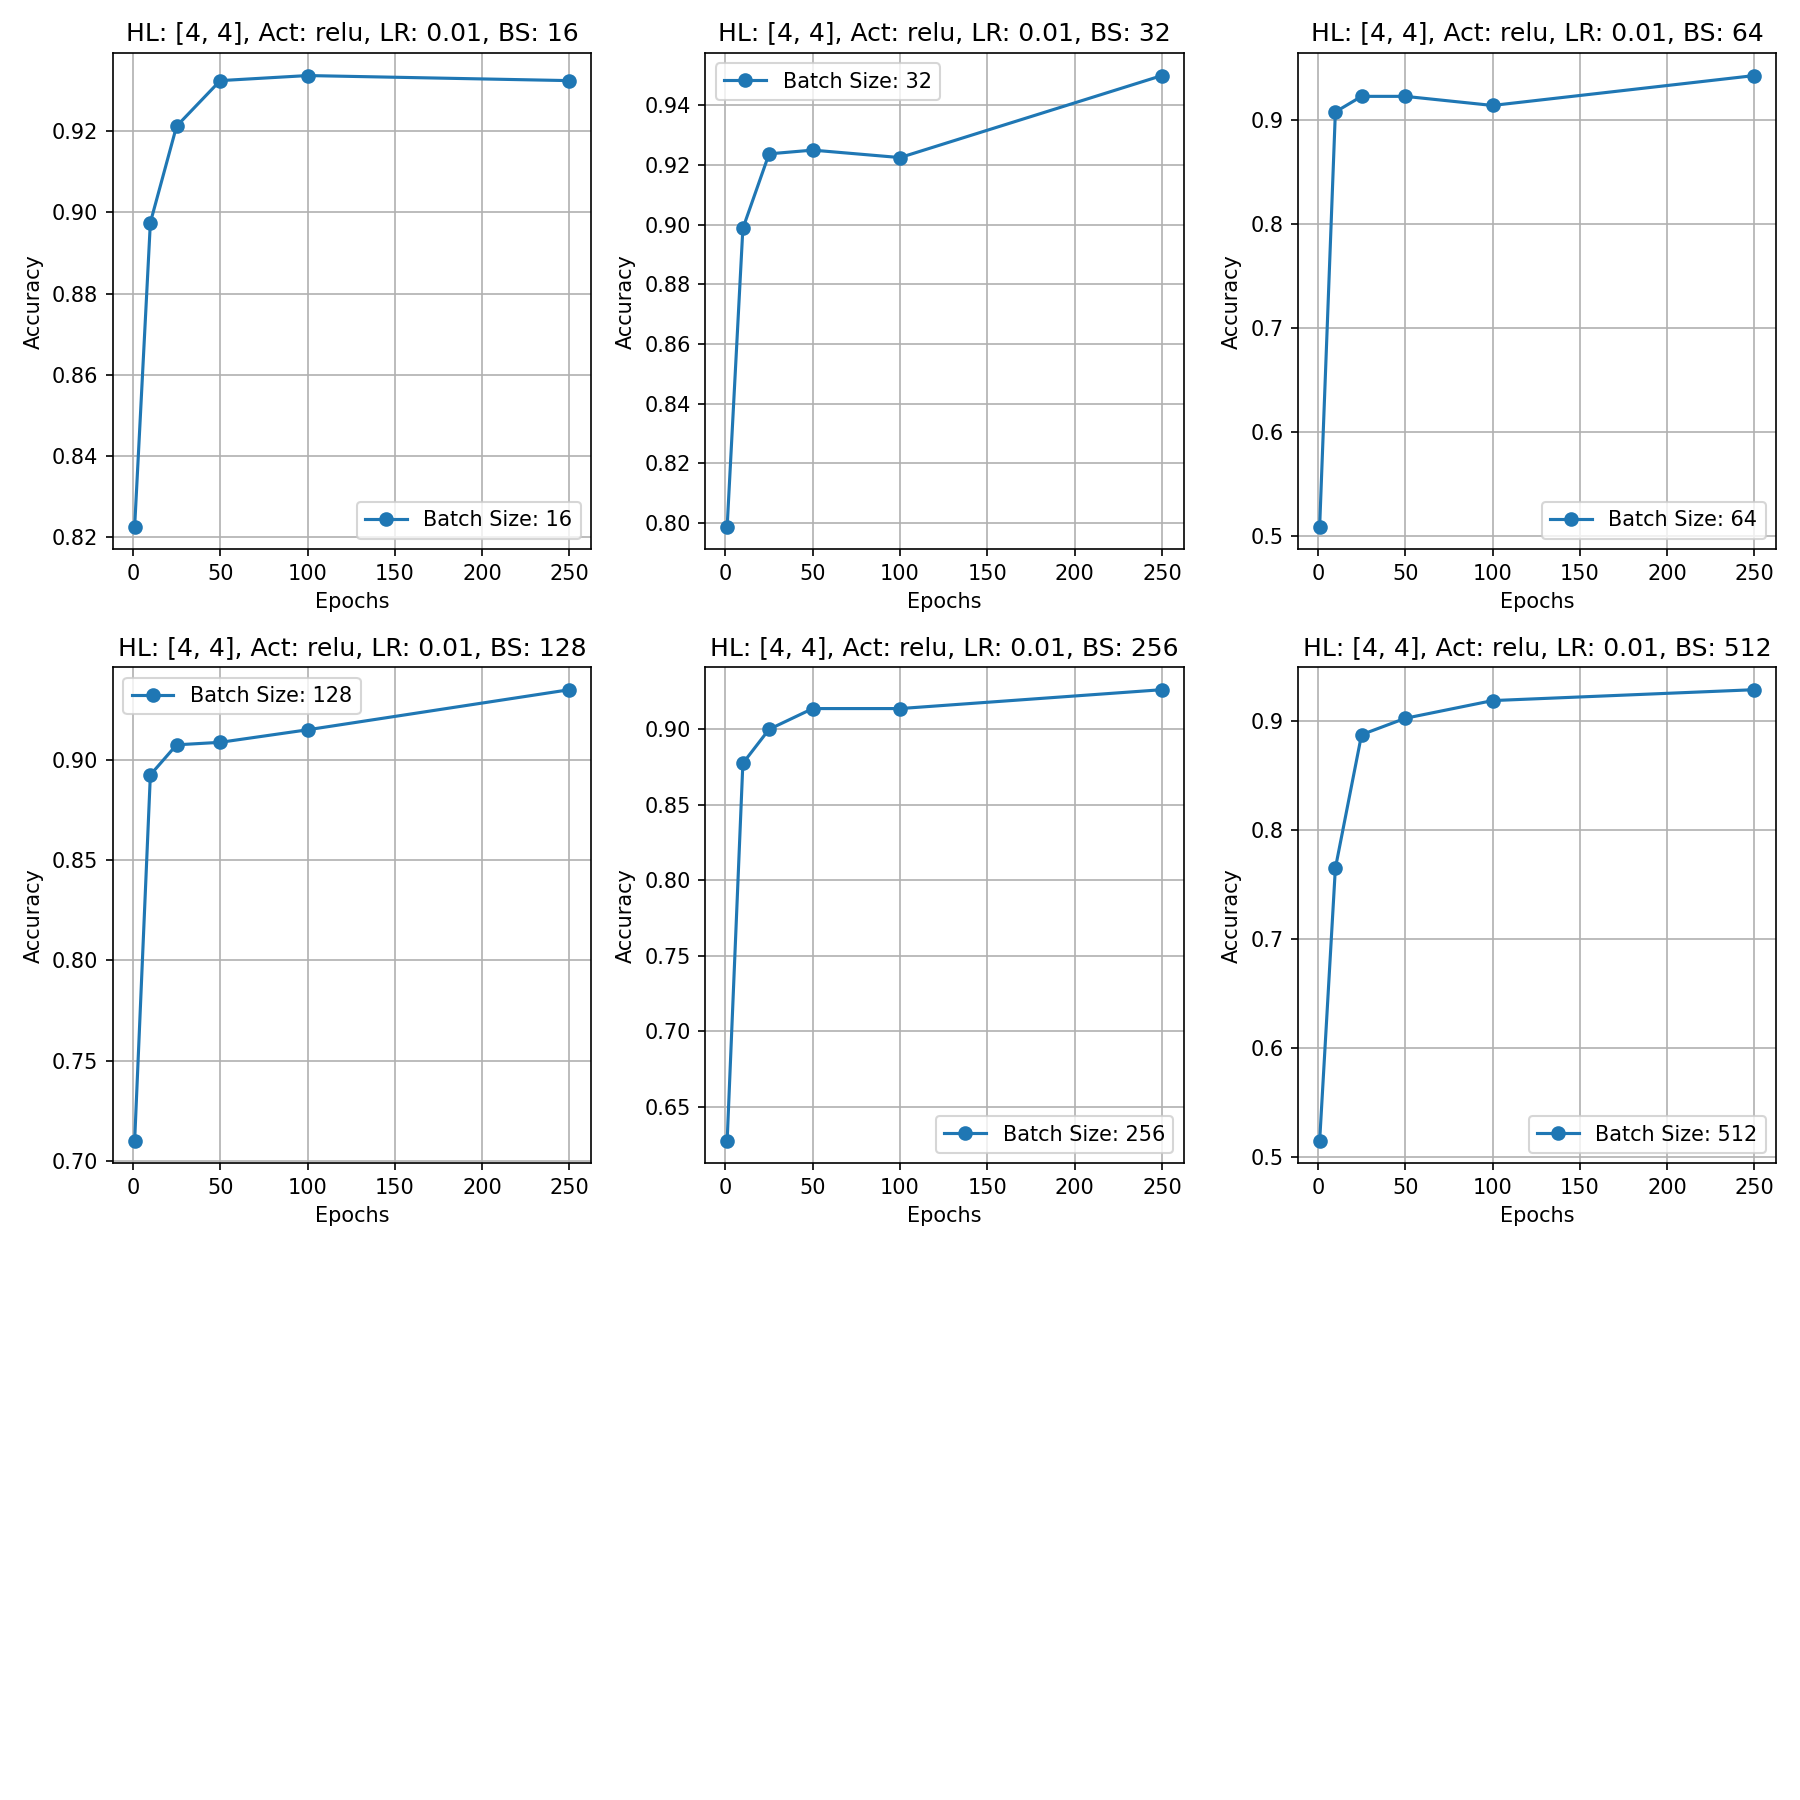 HL: [4, 4], Act: relu, LR: 0.01, BS: 16
Accuracy
0.92
0.90
0.88
0.86
0.84
0.82
Batch Size: 16
0 50 100 150 200 250
Epochs
HL: [4, 4], Act: relu, LR: 0.01, BS: 32
Batch Size: 32
Accuracy
0.94
0.92
0.90
0.88
0.86
0.84
0.82
0.80
0 50 100 150 200 250
Epochs
HL: [4, 4], Act: relu, LR: 0.01, BS: 64
Accuracy
0.9
0.8
0.7
0.6
0.5
Batch Size: 64
0 50 100 150 200 250
Epochs
HL: [4, 4], Act: relu, LR: 0.01, BS: 128
Batch Size: 128
Accuracy
0.90
0.85
0.80
0.75
0.70
0 50 100 150 200 250
Epochs
HL: [4, 4], Act: relu, LR: 0.01, BS: 256
Accuracy
0.90
0.85
0.80
0.75
0.70
0.65
Batch Size: 256
0 50 100 150 200 250
Epochs
HL: [4, 4], Act: relu, LR: 0.01, BS: 512
Accuracy
0.9
0.8
0.7
0.6
0.5
Batch Size: 512
0 50 100 150 200 250
Epochs